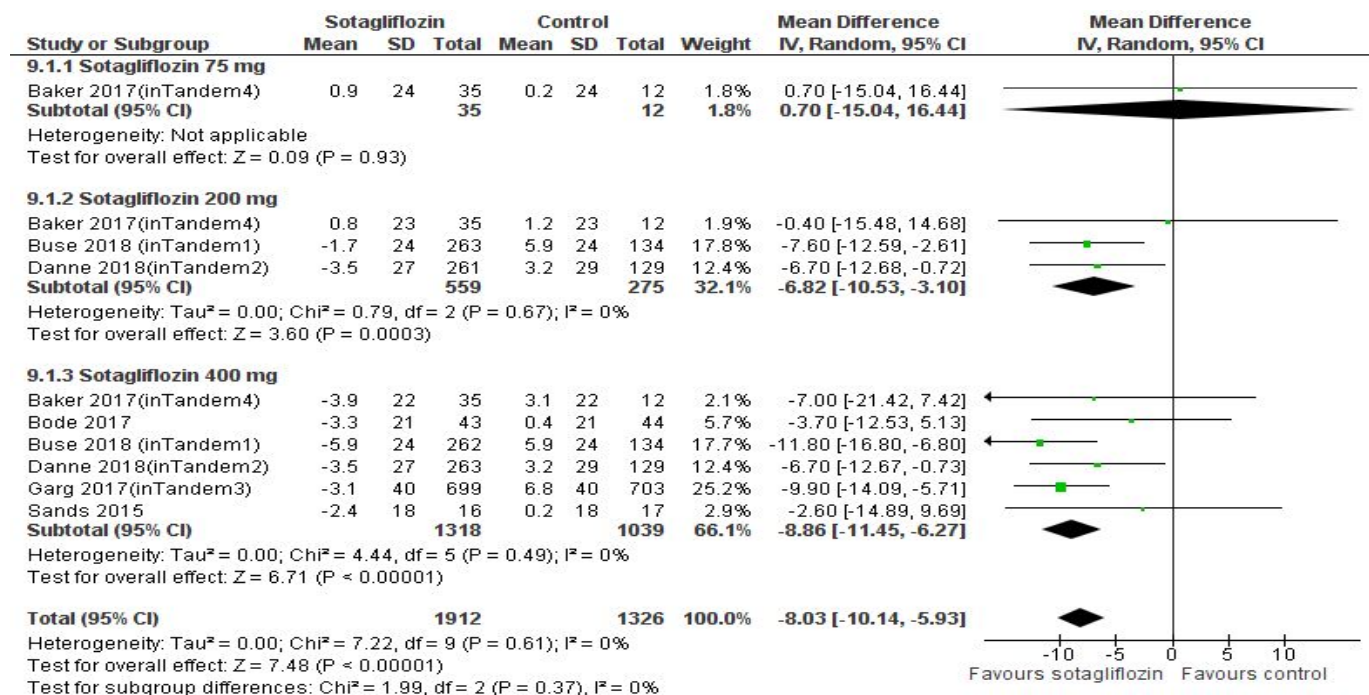 Sotagliflozin Control Mean Difference Mean Difference
Study or Subgroup Mean SD Total Mean SD Total Weight IV, Random, 95% CI IV, Random, 95% CI
9.1.1 Sotagliflozin 75 mg
Baker 2017(inTandem4) 0.9 24 35 0.2 24 12 1.8% 0.70 [-15.04, 16.44]
Subtotal (95% CI) 35 12 1.8% 0.70 [-15.04, 16.44]
Heterogeneity: Not applicable
Test for overall effect: Z = 0.09 (P = 0.93)
9.1.2 Sotagliflozin 200 mg
Baker 2017(inTandem4) 0.8 23 35 1.2 23 12 1.9% -0.40 [-15.48, 14.68]
Buse 2018 (inTandem1) -1.7 24 263 5.9 24 134 17.8% -7.60 [-12.59, -2.61]
Danne 2018(inTandem2) -3.5 27 261 3.2 29 129 12.4% -6.70 [-12.68, -0.72]
Subtotal (95% CI) 559 275 32.1% -6.82 [-10.53, -3.10]
Heterogeneity: Tau² = 0.00; Chi² = 0.79, df = 2 (P = 0.67); I² = 0%
Test for overall effect: Z = 3.60 (P = 0.0003)
9.1.3 Sotagliflozin 400 mg
Baker 2017(inTandem4) -3.9 22 35 3.1 22 12 2.1% -7.00 [-21.42, 7.42]
Bode 2017 -3.3 21 43 0.4 21 44 5.7% -3.70 [-12.53, 5.13]
Buse 2018 (inTandem1) -5.9 24 262 5.9 24 134 17.7% -11.80 [-16.80, -6.80]
Danne 2018(inTandem2) -3.5 27 263 3.2 29 129 12.4% -6.70 [-12.67, -0.73]
Garg 2017(inTandem3) -3.1 40 699 6.8 40 703 25.2% -9.90 [-14.09, -5.71]
Sands 2015 -2.4 18 16 0.2 18 17 2.9% -2.60 [-14.89, 9.69]
Subtotal (95% CI) 1318 1039 66.1% -8.86 [-11.45, -6.27]
Heterogeneity: Tau² = 0.00; Chi² = 4.44, df = 5 (P = 0.49); I² = 0%
Test for overall effect: Z = 6.71 (P < 0.00001)
Total (95% CI) 1912 1326 100.0% -8.03 [-10.14, -5.93]
Heterogeneity: Tau² = 0.00; Chi² = 7.22, df = 9 (P = 0.61); I² = 0%
Test for overall effect: Z = 7.48 (P < 0.00001)
Test for subgroup differences: Chi² = 1.99, df = 2 (P = 0.37), I² = 0%
-10 -5 0 5 10
Favours sotagliflozin Favours control